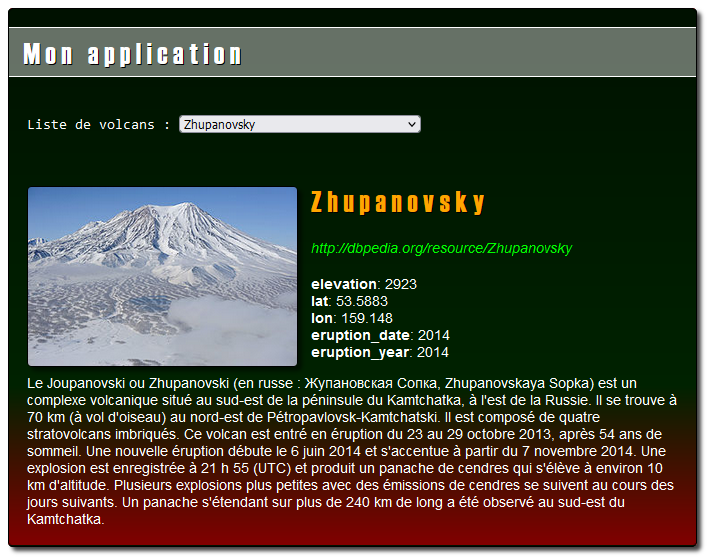 Mon application
Liste de volcans : Zhupanovsky
Zhupanovsky
http://dbpedia.org/resource/Zhupanovsky
elevation: 2923
lat: 53.5883
lon: 159.148
eruption_date: 2014
eruption_year: 2014
Le Joupanovski ou Zhupanovski (en russe : Жупановская Сопка, Zhupanovskaya Sopka) est un
complexe volcanique situé au sud-est de la péninsule du Kamtchatka, à l'est de la Russie. Il se trouve à
70 km (à vol d'oiseau) au nord-est de Pétropavlovsk-Kamtchatski. Il est composé de quatre
stratovolcans imbriqués. Ce volcan est entré en éruption du 23 au 29 octobre 2013, après 54 ans de
sommeil. Une nouvelle éruption débute le 6 juin 2014 et s'accentue à partir du 7 novembre 2014. Une
explosion est enregistrée à 21 h 55 (UTC) et produit un panache de cendres qui s'élève à environ 10
km d'altitude. Plusieurs explosions plus petites avec des émissions de cendres se suivent au cours des
jours suivants. Un panache s'étendant sur plus de 240 km de long a été observé au sud-est du
Kamtchatka.